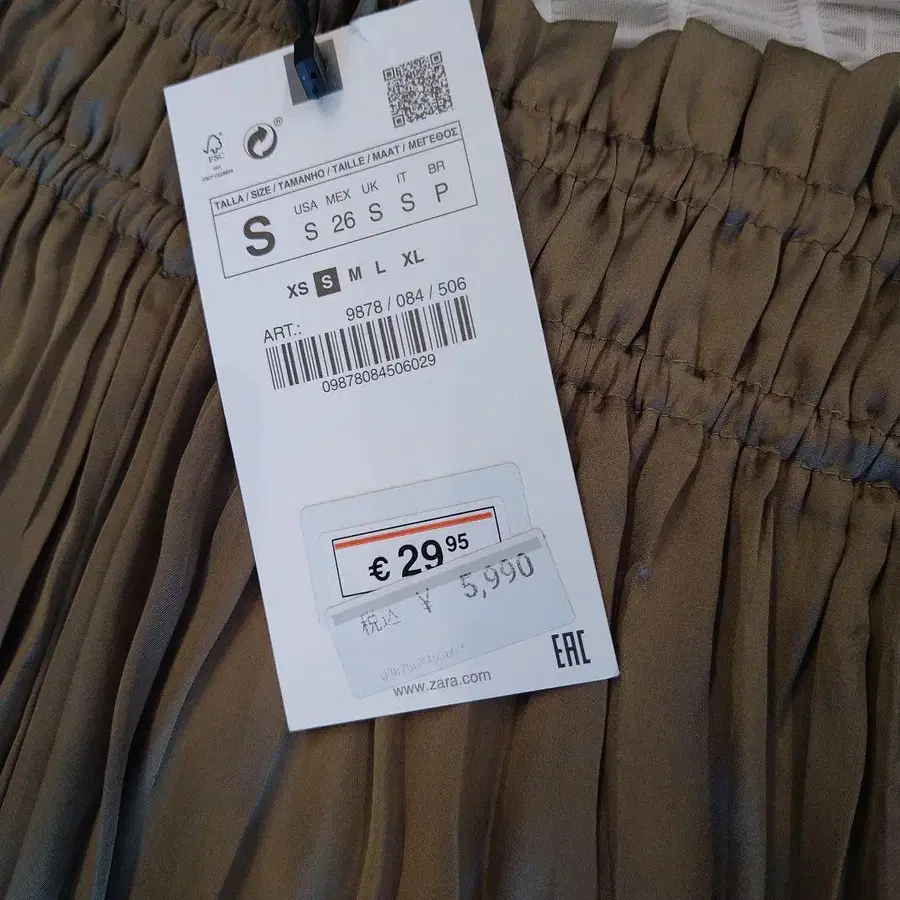 FSC
TALLA / SIZE / TAMANHO / TAILLE / MAAT / ΜΕΓΕΘΟΣ
USA MEX UK IT BR
S S 26 S S P
XS S M L XL
ART.: 9878 / 084 / 506
09878084506029
€ 29 95
税込 ¥ 5,990
www.zara.com
EAC